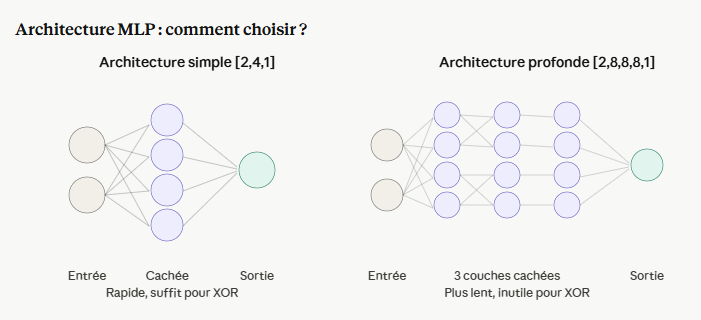 Architecture MLP : comment choisir ?
Architecture simple [2,4,1]
Architecture profonde [2,8,8,8,1]
Entrée
Cachée
Sortie
Rapide, suffit pour XOR
Entrée
3 couches cachées
Sortie
Plus lent, inutile pour XOR